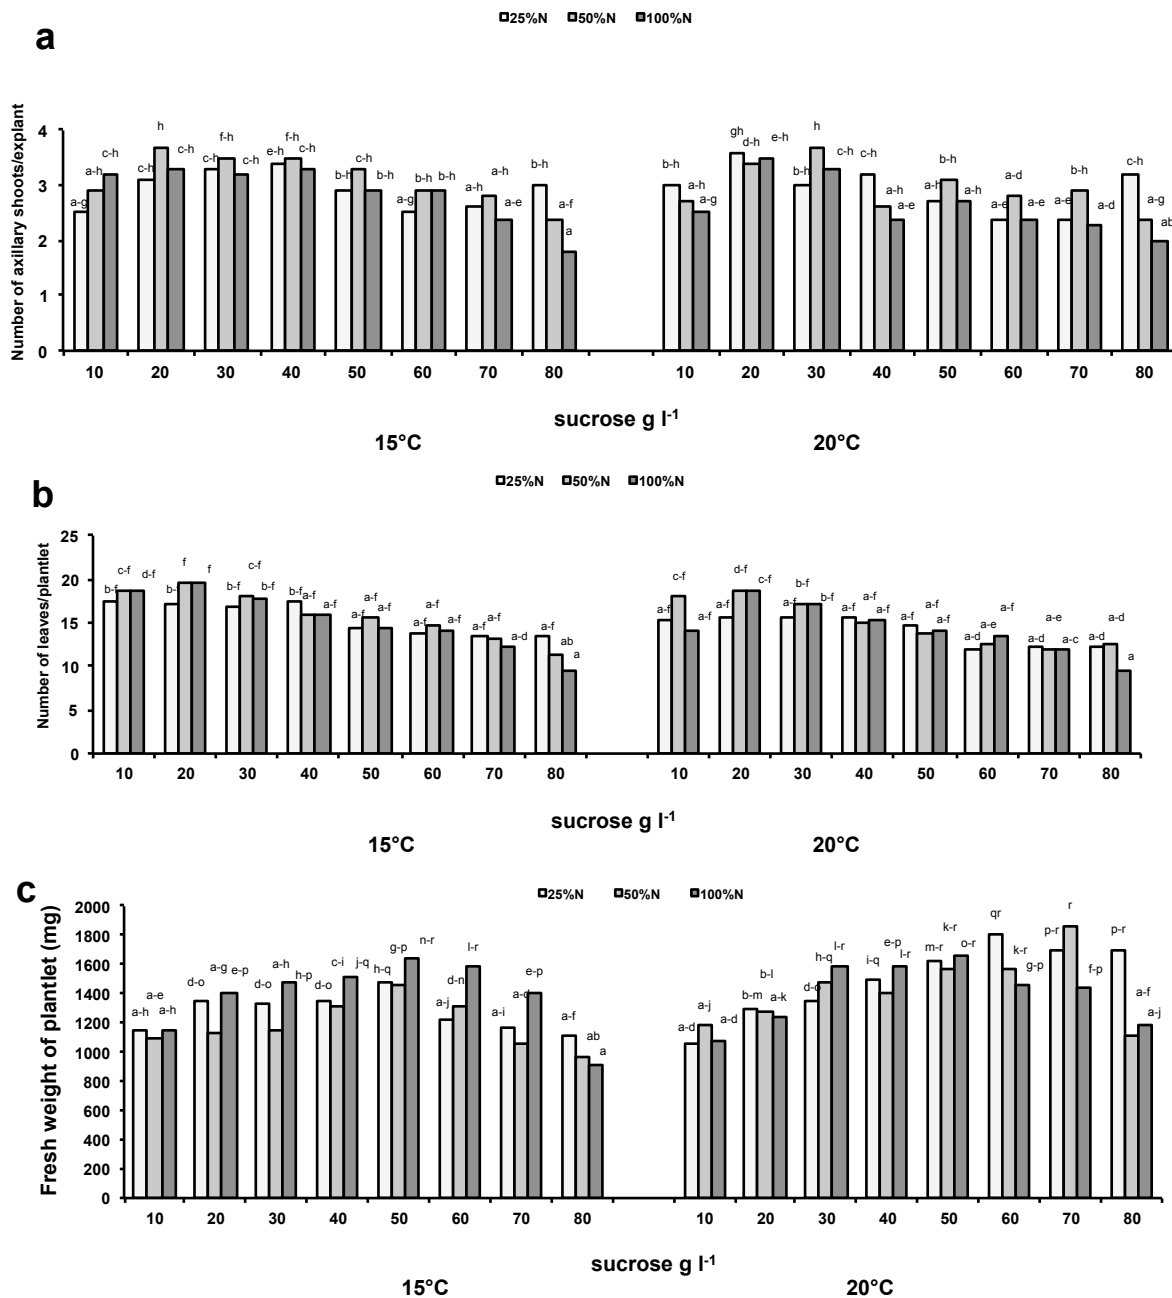 25%N 50%N 100%N
a
Number of axillary shoots/explant
4
3
2
1
0
a-g a-h c-h c-h h c-h c-h f-h c-h e-h f-h c-h b-h c-h b-h a-g b-h b-h a-h a-h a-e b-h a-f a
b-h a-h a-g gh d-h e-h b-h h c-h c-h a-h a-e a-h b-h a-h a-e a-d a-e a-e b-h a-d c-h a-g ab
10 20 30 40 50 60 70 80 10 20 30 40 50 60 70 80
sucrose g l-1
15°C 20°C
25%N 50%N 100%N
b
Number of leaves/plantlet
25
20
15
10
5
0
b-f c-f d-f b-f f f b-f c-f b-f b-f a-f a-f a-f a-f a-f a-f a-f a-f a-f a-f a-d a-f ab a
a-f c-f a-f a-f d-f c-f a-f b-f b-f a-f a-f a-f a-f a-f a-f a-d a-e a-f a-d a-e a-c a-d a-d a
10 20 30 40 50 60 70 80 10 20 30 40 50 60 70 80
sucrose g l-1
15°C 20°C
c
25%N 50%N 100%N
Fresh weight of plantlet (mg)
2000
1800
1600
1400
1200
1000
800
600
400
200
0
a-h a-e a-h d-o a-g e-p d-o a-h h-p d-o c-i j-q h-q g-p n-r a-j d-n l-r a-i a-d e-p a-f ab a
a-d a-j a-d b-m b-l a-k d-o h-q l-r i-q e-p l-r m-r k-r o-r qr k-r g-p p-r r f-p p-r a-f a-j
10 20 30 40 50 60 70 80 10 20 30 40 50 60 70 80
sucrose g l-1
15°C 20°C